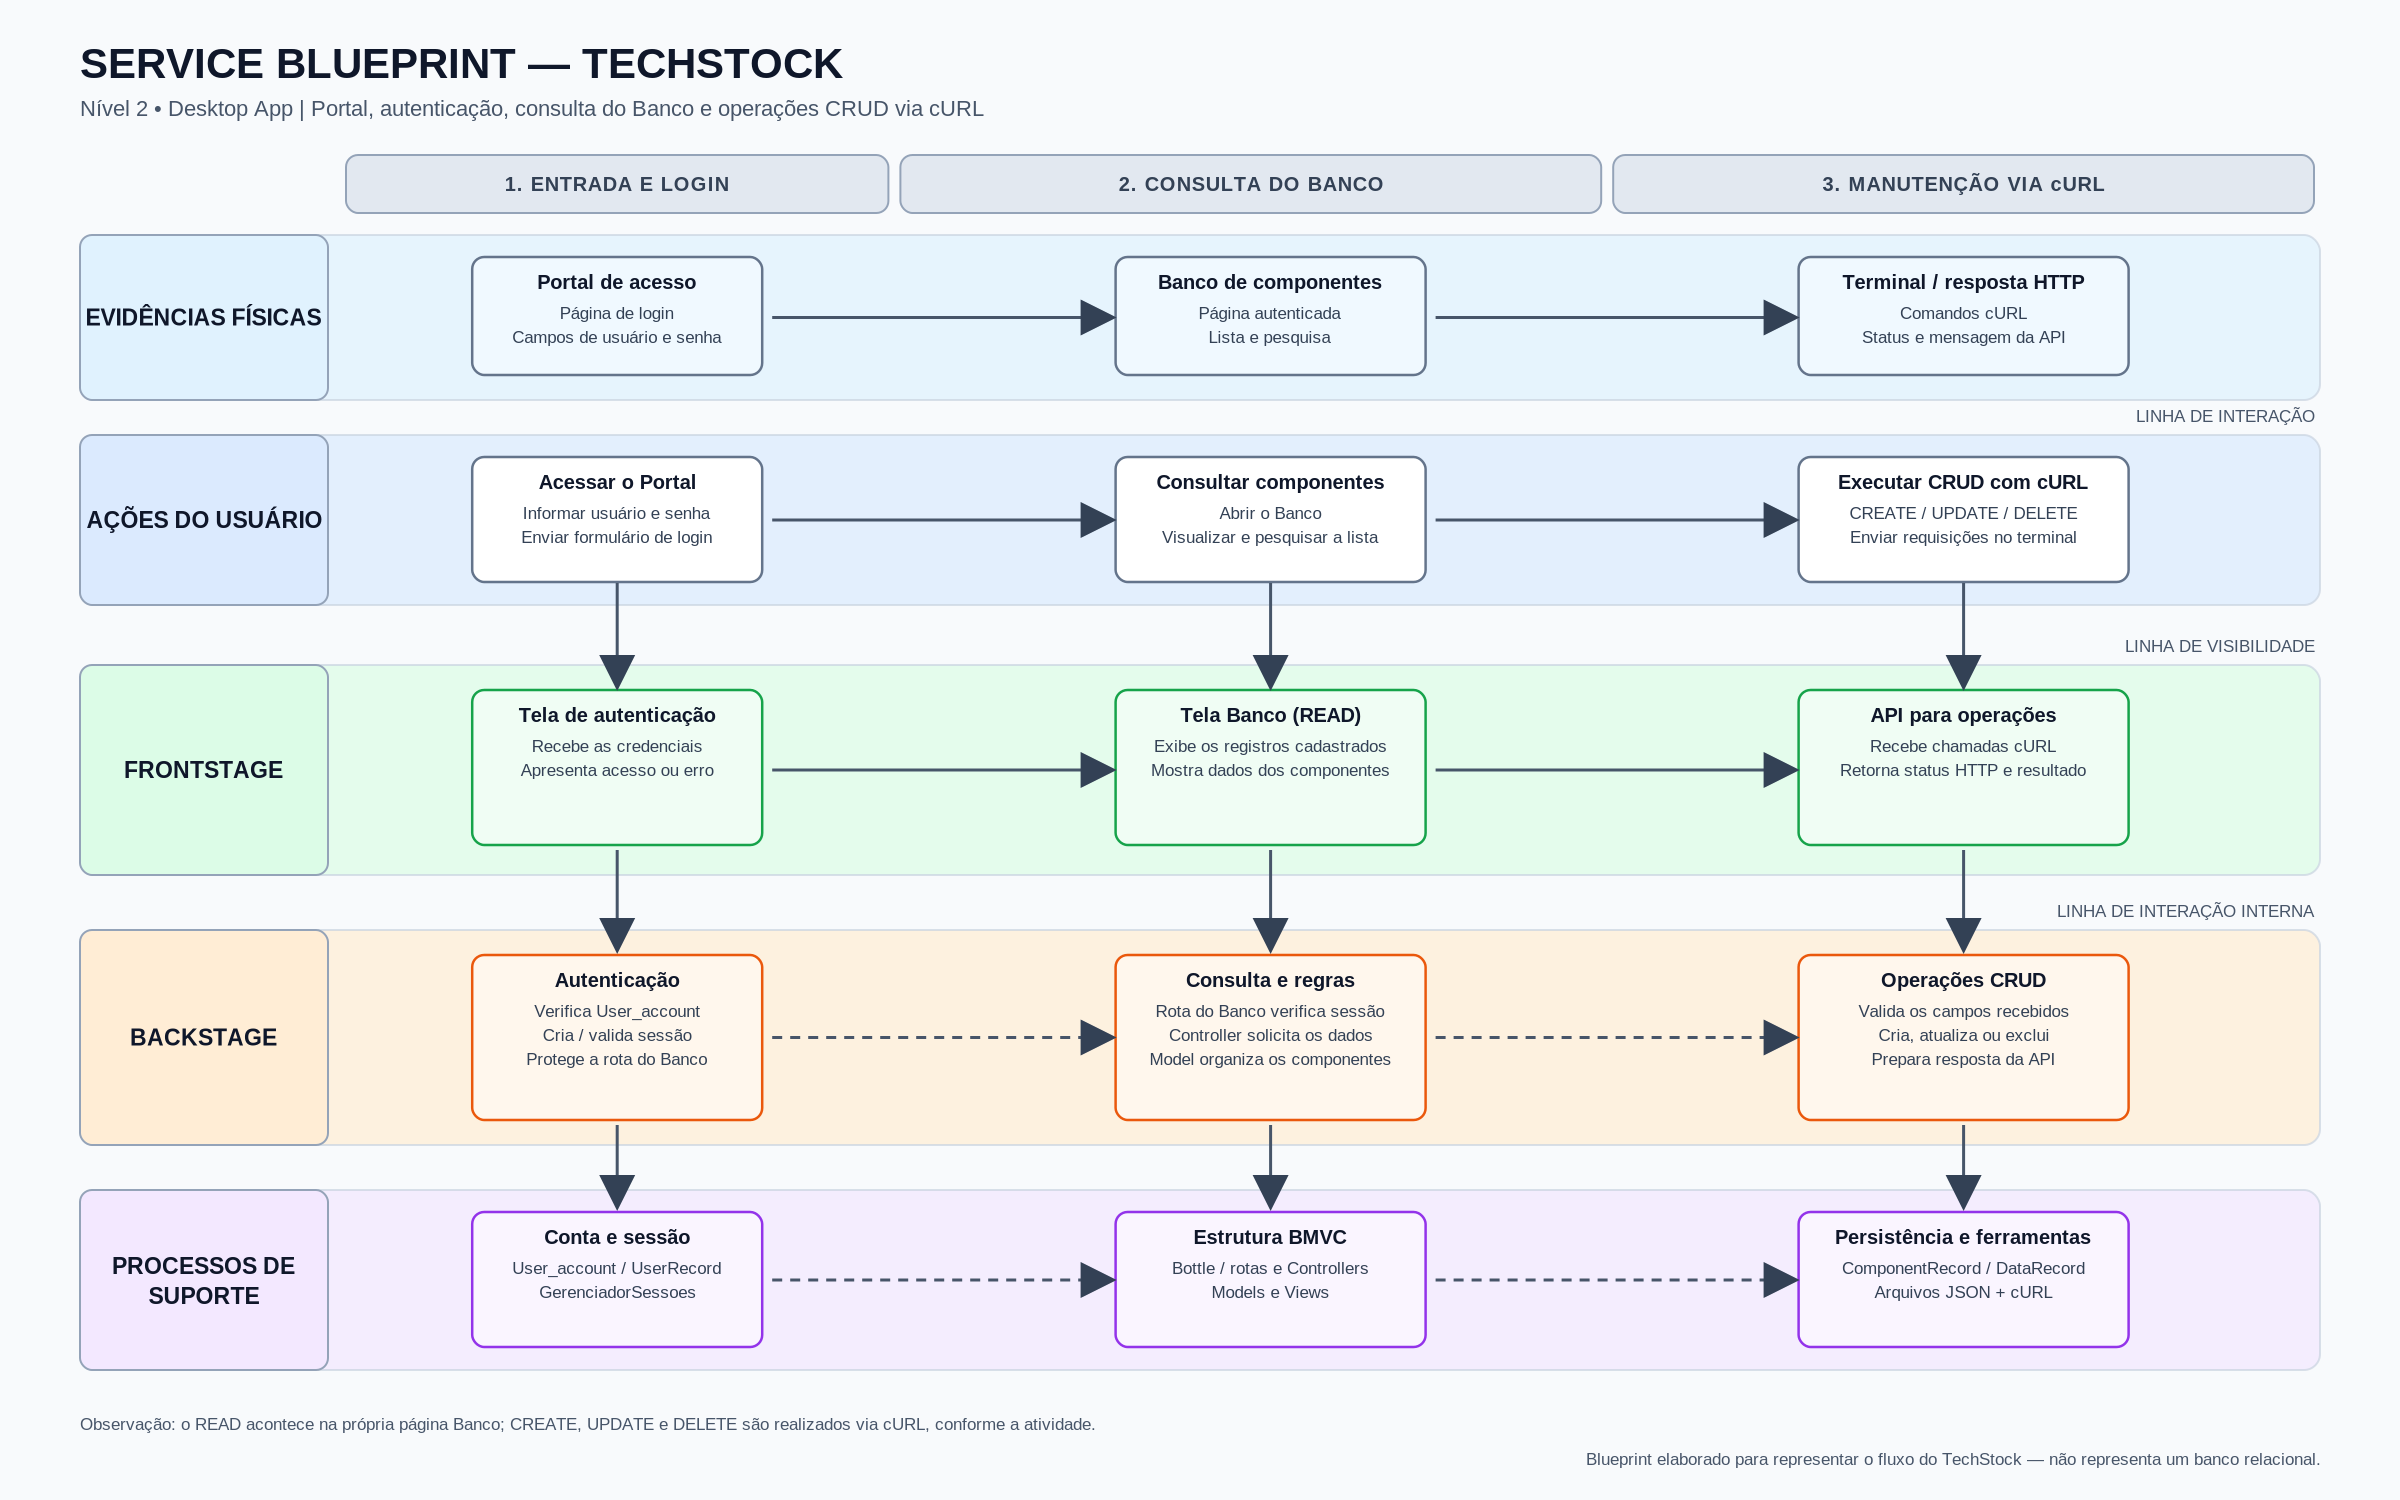 SERVICE BLUEPRINT — TECHSTOCK
Nível 2 • Desktop App | Portal, autenticação, consulta do Banco e operações CRUD via cURL
1. ENTRADA E LOGIN
2. CONSULTA DO BANCO
3. MANUTENÇÃO VIA cURL
EVIDÊNCIAS FÍSICAS
Portal de acesso
Página de login
Campos de usuário e senha
Banco de componentes
Página autenticada
Lista e pesquisa
Terminal / resposta HTTP
Comandos cURL
Status e mensagem da API
LINHA DE INTERAÇÃO
AÇÕES DO USUÁRIO
Acessar o Portal
Informar usuário e senha
Enviar formulário de login
Consultar componentes
Abrir o Banco
Visualizar e pesquisar a lista
Executar CRUD com cURL
CREATE / UPDATE / DELETE
Enviar requisições no terminal
LINHA DE VISIBILIDADE
FRONTSTAGE
Tela de autenticação
Recebe as credenciais
Apresenta acesso ou erro
Tela Banco (READ)
Exibe os registros cadastrados
Mostra dados dos componentes
API para operações
Recebe chamadas cURL
Retorna status HTTP e resultado
LINHA DE INTERAÇÃO INTERNA
BACKSTAGE
Autenticação
Verifica User_account
Cria / valida sessão
Protege a rota do Banco
Consulta e regras
Rota do Banco verifica sessão
Controller solicita os dados
Model organiza os componentes
Operações CRUD
Valida os campos recebidos
Cria, atualiza ou exclui
Prepara resposta da API
PROCESSOS DE
SUPORTE
Conta e sessão
User_account / UserRecord
GerenciadorSessoes
Estrutura BMVC
Bottle / rotas e Controllers
Models e Views
Persistência e ferramentas
ComponentRecord / DataRecord
Arquivos JSON + cURL
Observação: o READ acontece na própria página Banco; CREATE, UPDATE e DELETE são realizados via cURL, conforme a atividade.
Blueprint elaborado para representar o fluxo do TechStock — não representa um banco relacional.